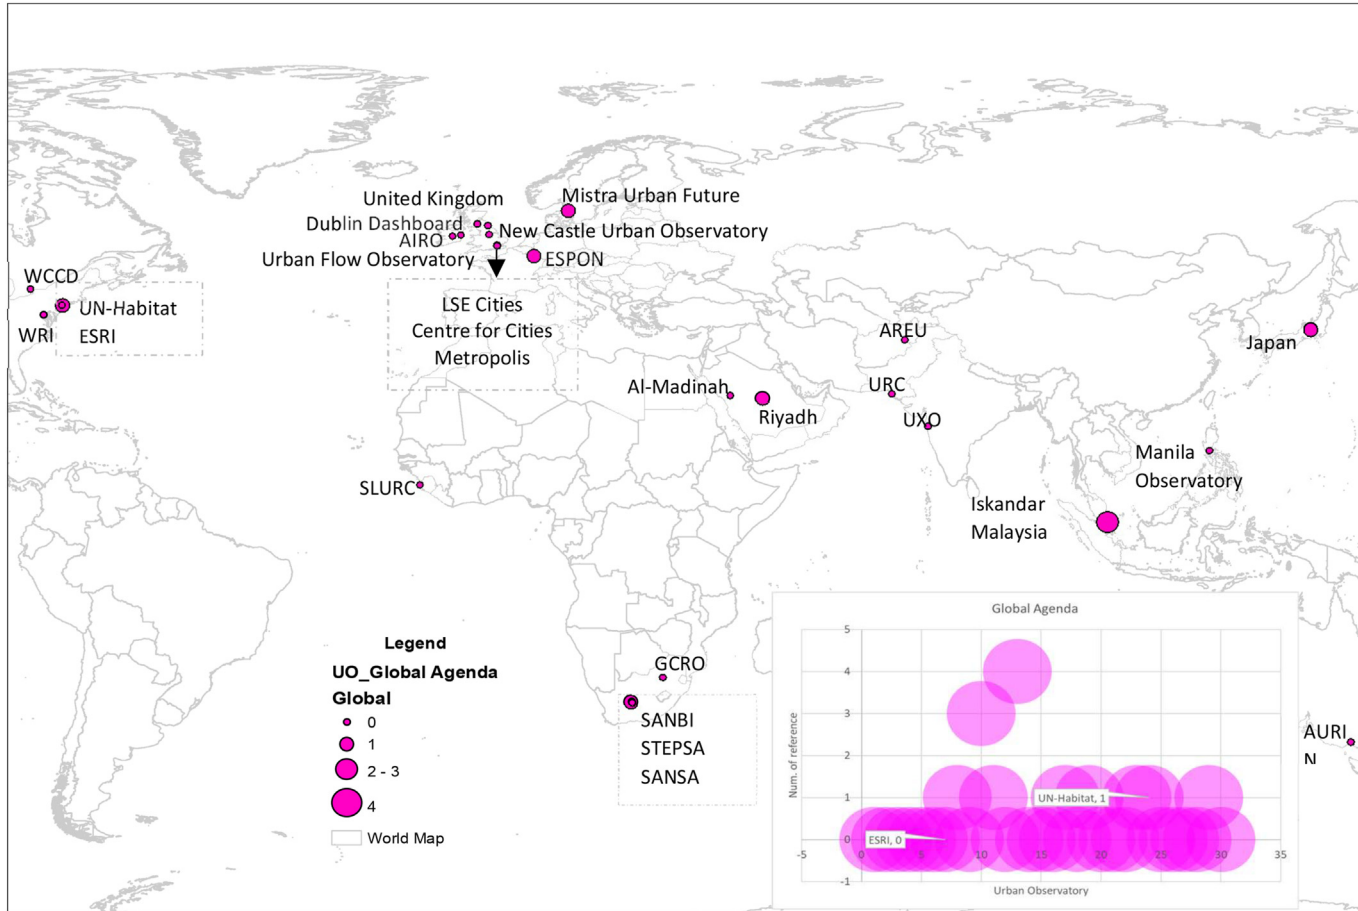 United Kingdom
Mistra Urban Future
Dublin Dashboard
New Castle Urban Observatory
AIRO
Urban Flow Observatory
ESPON
WCCD
UN-Habitat
ESRI
WRI
LSE Cities
Centre for Cities
Metropolis
AREU
Japan
Al-Madinah
URC
Riyadh
UXO
Manila
Observatory
SLURC
Iskandar
Malaysia
GCRO
SANBI
STEPSA
SANSA
AURI
N
Legend
UO_Global Agenda
Global
0
1
2 - 3
4
World Map
Global Agenda
Num. of reference
5
4
3
2
1
0
-1
UN-Habitat, 1
ESRI, 0
-5 0 5 10 15 20 25 30 35
Urban Observatory